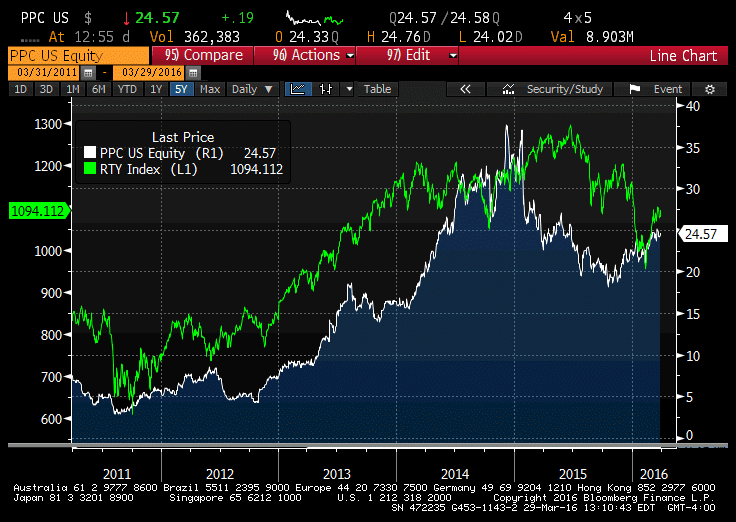 PPC US $ ↓ 24.57 +.19 Q24.57/24.58Q 4x5
At 12:55 d Vol 362,383 O 24.33Q H 24.76D L 24.02D Val 8.903M
PPC US Equity 95) Compare 96) Actions 97) Edit Line Chart
03/31/2011 - 03/29/2016
1D 3D 1M 6M YTD 1Y 5Y Max Daily Table « Security/Study Event
Last Price
PPC US Equity (R1) 24.57
RTY Index (L1) 1094.112
1300
1200
1094.112
1000
900
800
700
600
40
35
30
24.57
20
15
10
5
0
2011 2012 2013 2014 2015 2016
Australia 61 2 9777 8600 Brazil 5511 2395 9000 Europe 44 20 7330 7500 Germany 49 69 9204 1210 Hong Kong 852 2977 6000
Japan 81 3 3201 8900 Singapore 65 6212 1000 U.S. 1 212 318 2000 Copyright 2016 Bloomberg Finance L.P.
SN 472235 G453-1143-2 29-Mar-16 13:10:43 EDT GMT-4:00